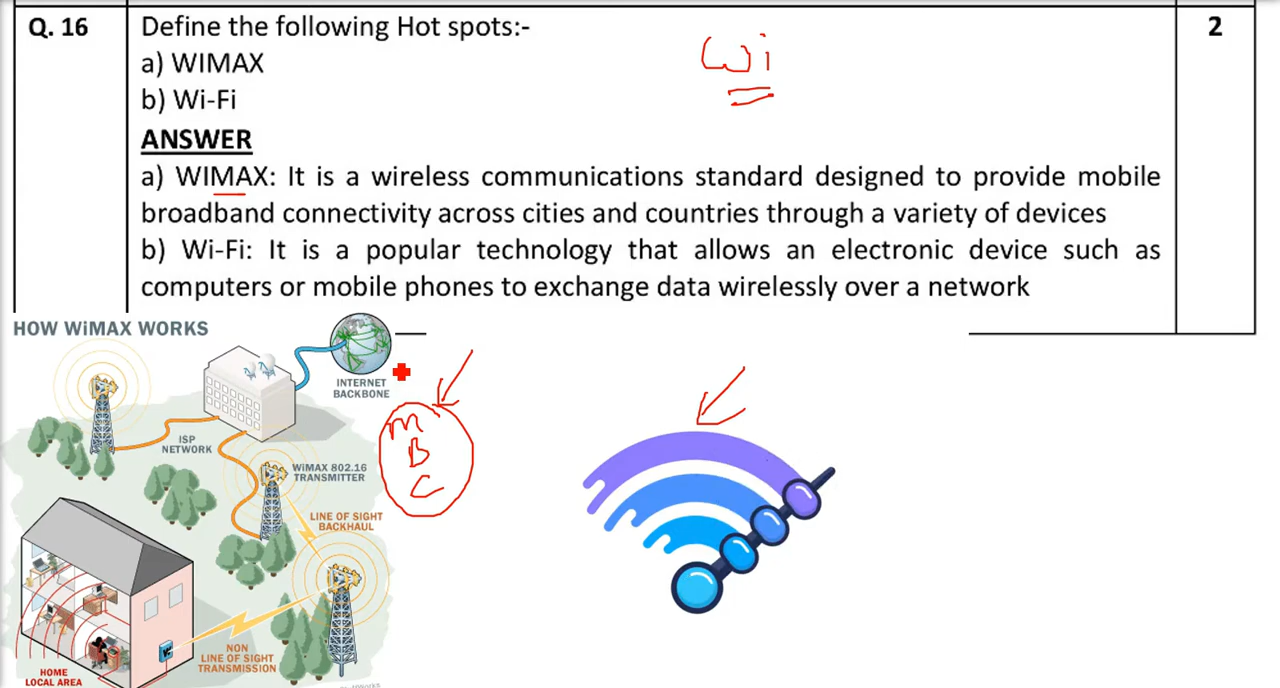 Q. 16
Define the following Hot spots:-
2
a) WIMAX
b) Wi-Fi
Wi
ANSWER
a) WIMAX: It is a wireless communications standard designed to provide mobile
broadband connectivity across cities and countries through a variety of devices
b) Wi-Fi: It is a popular technology that allows an electronic device such as
computers or mobile phones to exchange data wirelessly over a network
HOW WiMAX WORKS
INTERNET
BACKBONE
ISP
NETWORK
WiMAX 802.16
TRANSMITTER
LINE OF SIGHT
BACKHAUL
NON
LINE OF SIGHT
TRANSMISSION
HOME
LOCAL AREA
M
B
C